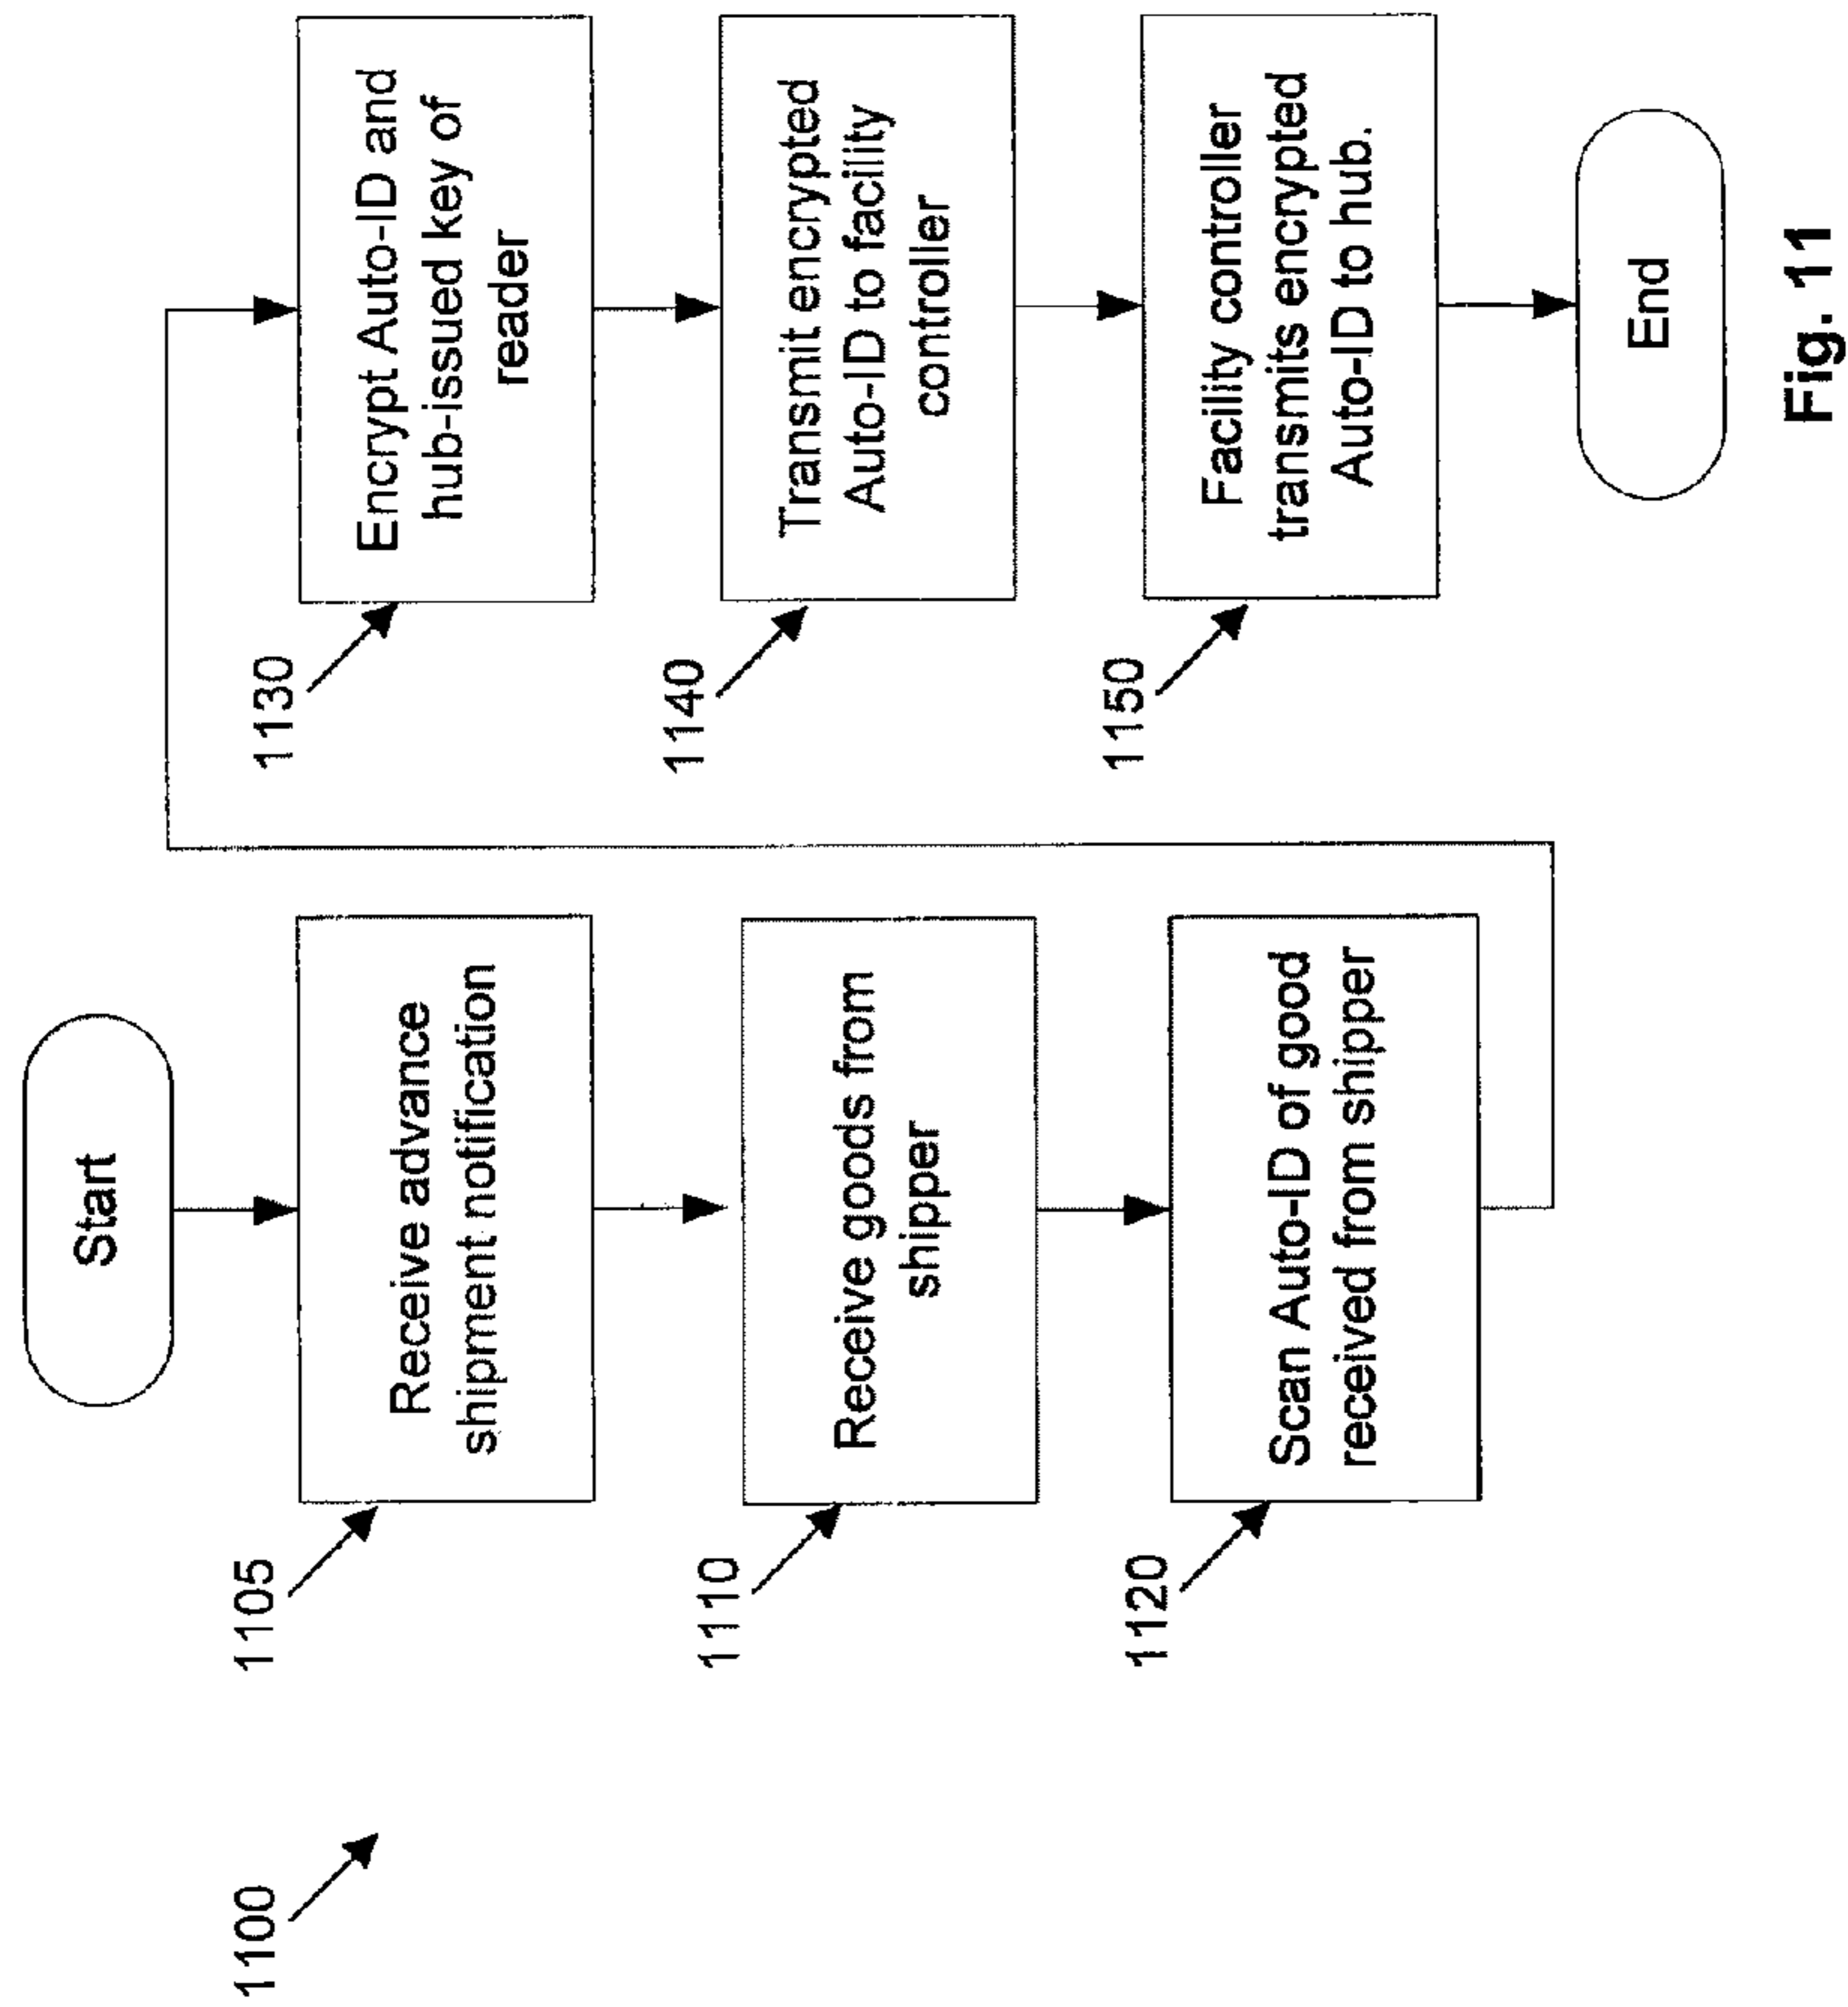 1100
Start
1105
Receive advance
shipment notification
1110
Receive goods from
shipper
1120
Scan Auto-ID of good
received from shipper
1130
Encrypt Auto-ID and
hub-issued key of
reader
1140
Transmit encrypted
Auto-ID to facility
controller
1150
Facility controller
transmits encrypted
Auto-ID to hub.
End
Fig. 11